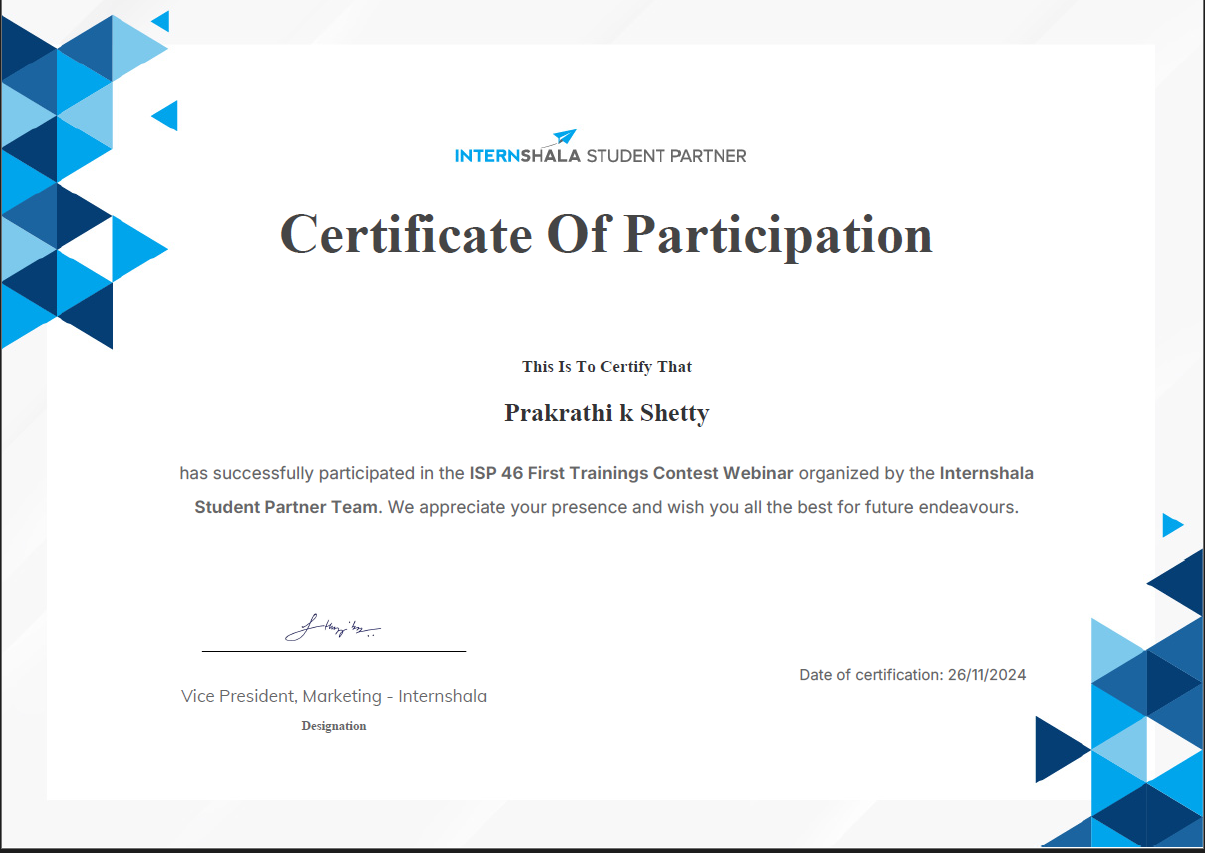 INTERNSHALA STUDENT PARTNER
Certificate Of Participation
This Is To Certify That
Prakrathi k Shetty
has successfully participated in the ISP 46 First Trainings Contest Webinar organized by the Internshala
Student Partner Team. We appreciate your presence and wish you all the best for future endeavours.
Date of certification: 26/11/2024
Vice President, Marketing - Internshala
Designation